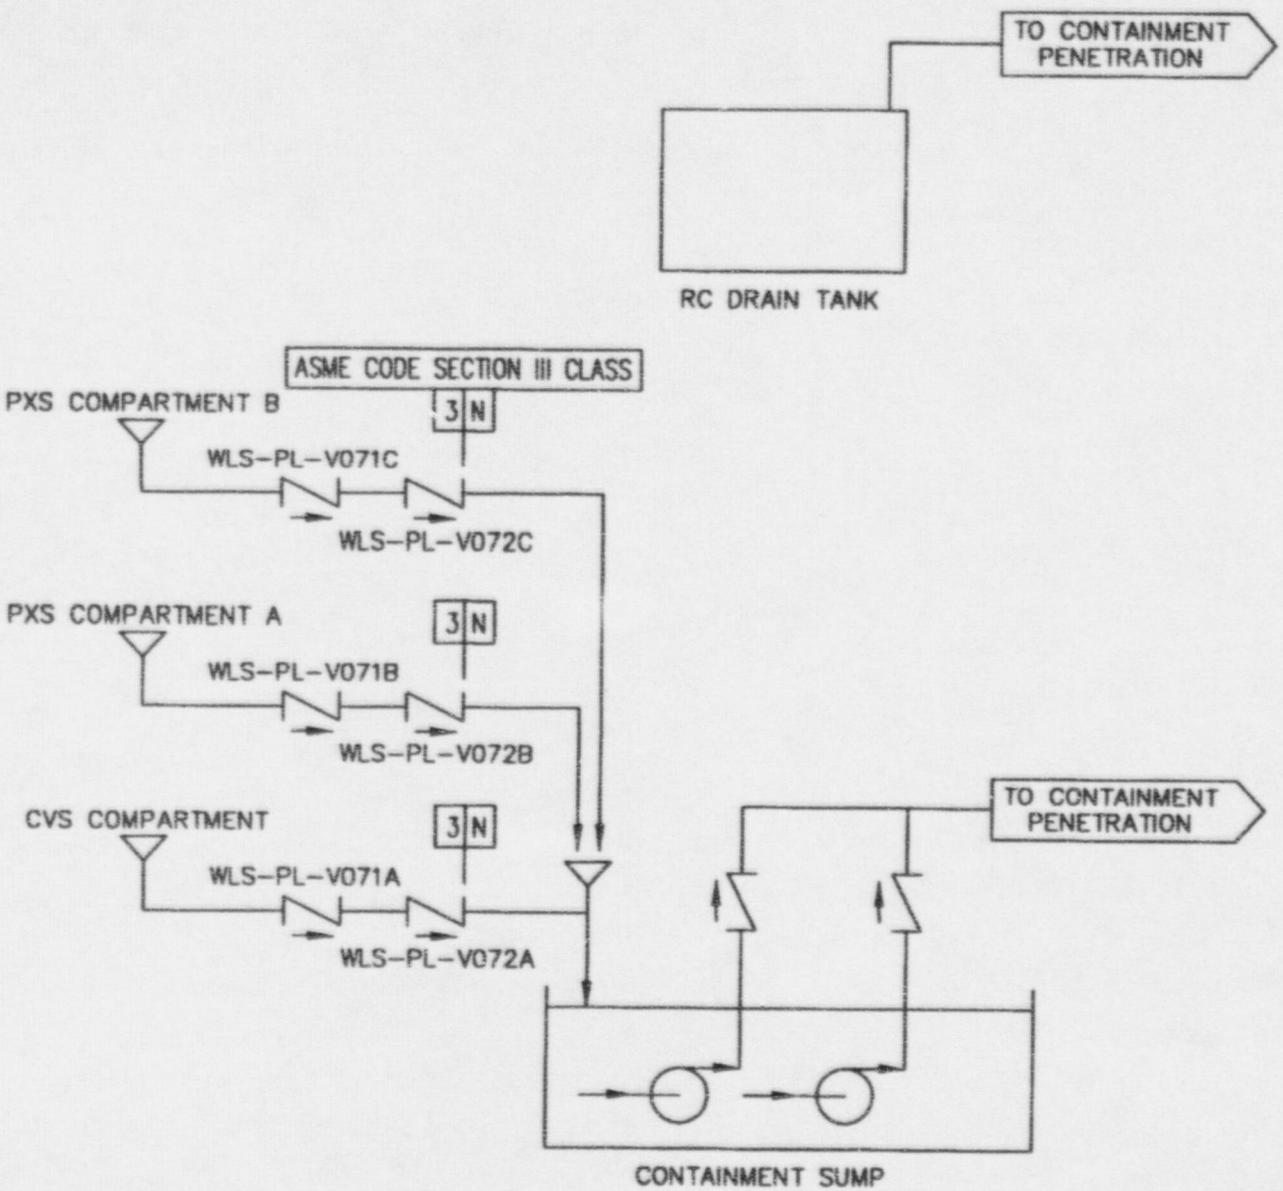 TO CONTAINMENT
PENETRATION
RC DRAIN TANK
ASME CODE SECTION III CLASS
3 N
PXS COMPARTMENT B
WLS-PL-V071C
WLS-PL-V072C
3 N
PXS COMPARTMENT A
WLS-PL-V071B
WLS-PL-V072B
3 N
CVS COMPARTMENT
WLS-PL-V071A
WLS-PL-V072A
TO CONTAINMENT
PENETRATION
CONTAINMENT SUMP